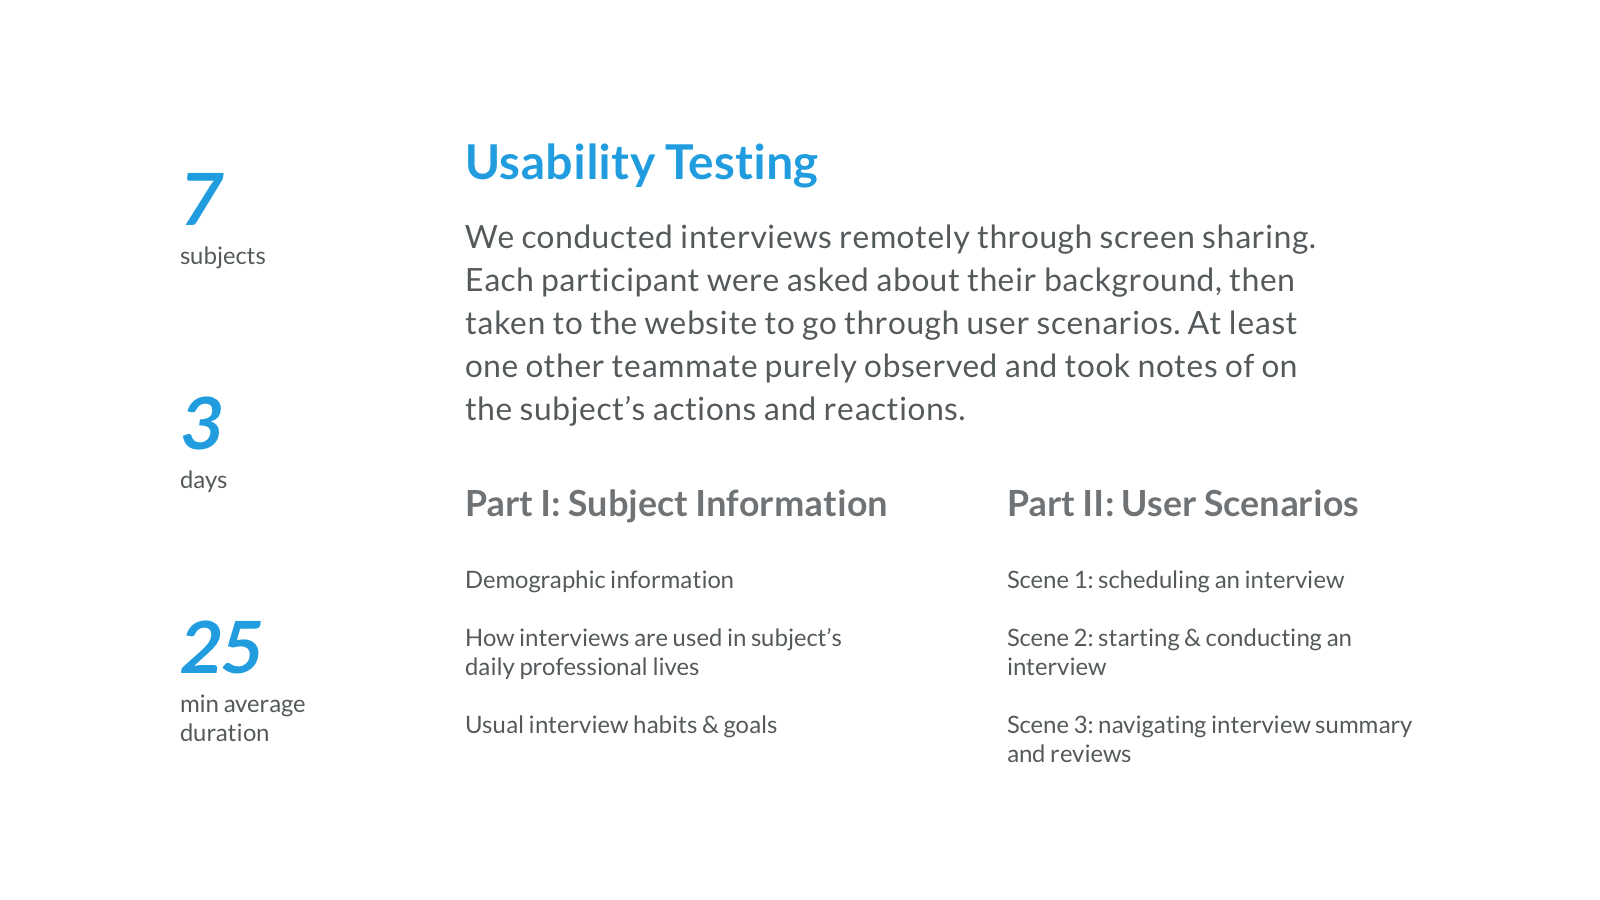 7
subjects
3
days
25
min average
duration
Usability Testing
We conducted interviews remotely through screen sharing.
Each participant were asked about their background, then
taken to the website to go through user scenarios. At least
one other teammate purely observed and took notes of on
the subject’s actions and reactions.
Part I: Subject Information
Demographic information
How interviews are used in subject’s
daily professional lives
Usual interview habits & goals
Part II: User Scenarios
Scene 1: scheduling an interview
Scene 2: starting & conducting an
interview
Scene 3: navigating interview summary
and reviews